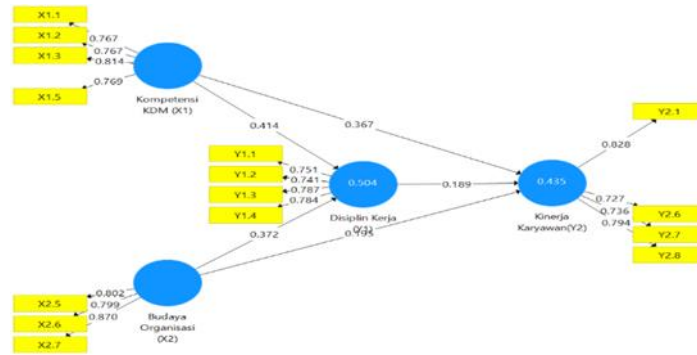 X1.1
X1.2
X1.3
X1.5
0.767
0.767
0.814
0.769
Kompetensi
KDM (X1)
0.414
0.367
Y1.1
Y1.2
Y1.3
Y1.4
0.751
0.741
0.787
0.784
0.504
Disiplin Kerja
(Y1)
0.189
0.195
0.372
0.435
Kinerja
Karyawan(Y2)
Y2.1
0.828
0.727
0.736
0.794
Y2.6
Y2.7
Y2.8
X2.5
X2.6
X2.7
0.802
0.799
0.870
Budaya
Organisasi
(X2)